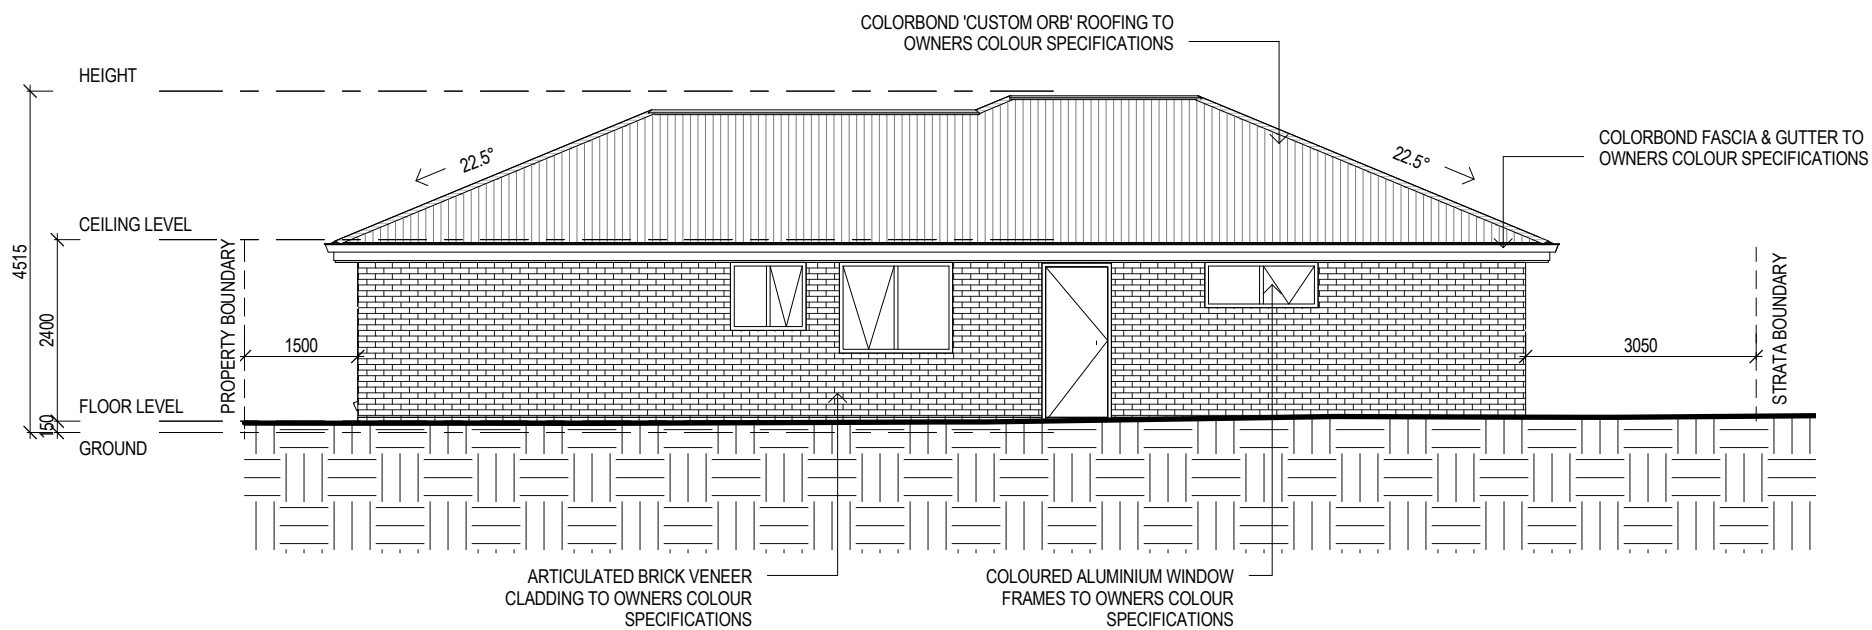 COLORBOND 'CUSTOM ORB' ROOFING TO
OWNERS COLOUR SPECIFICATIONS
HEIGHT
COLORBOND FASCIA & GUTTER TO
OWNERS COLOUR SPECIFICATIONS
22.5°
22.5°
CEILING LEVEL
4515
2400
PROPERTY BOUNDARY
1500
3050
STRATA BOUNDARY
FLOOR LEVEL
150
GROUND
ARTICULATED BRICK VENEER
CLADDING TO OWNERS COLOUR
SPECIFICATIONS
COLOURED ALUMINIUM WINDOW
FRAMES TO OWNERS COLOUR
SPECIFICATIONS